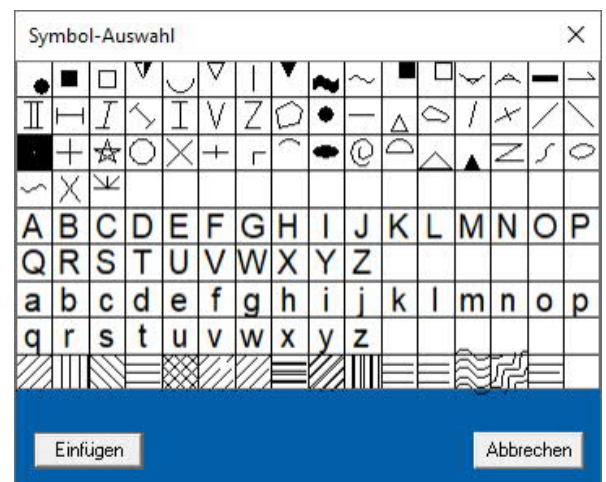 Symbol-Auswahl
A B C D E F G H I J K L M N O P
Q R S T U V W X Y Z
a b c d e f g h i j k l m n o p
q r s t u v w x y z
Einfügen Abbrechen